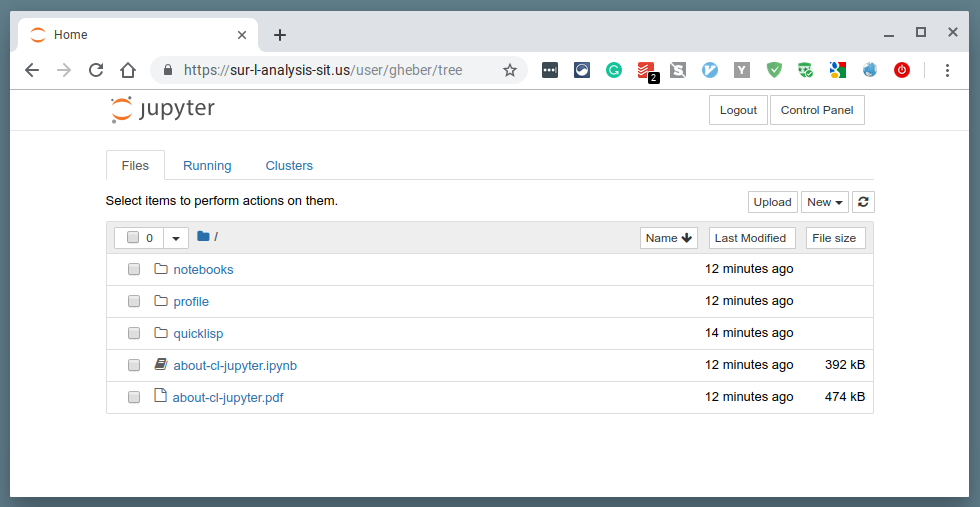 Home
https://sur-l-analysis-sit.us/user/gheber/tree
2
Y
jupyter
Logout
Control Panel
Files
Running
Clusters
Select items to perform actions on them.
Upload
New
0
/
Name
Last Modified
File size
notebooks
12 minutes ago
profile
12 minutes ago
quicklisp
14 minutes ago
about-cl-jupyter.ipynb
12 minutes ago
392 kB
about-cl-jupyter.pdf
12 minutes ago
474 kB